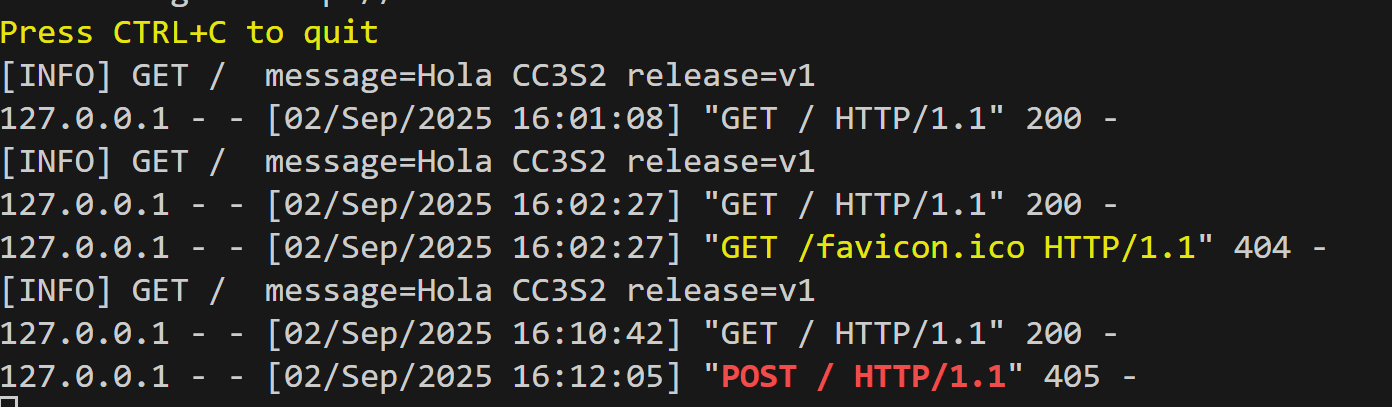 Press CTRL+C to quit
[INFO] GET /  message=Hola CC3S2 release=v1
127.0.0.1 - - [02/Sep/2025 16:01:08] "GET / HTTP/1.1" 200 -
[INFO] GET /  message=Hola CC3S2 release=v1
127.0.0.1 - - [02/Sep/2025 16:02:27] "GET / HTTP/1.1" 200 -
127.0.0.1 - - [02/Sep/2025 16:02:27] "GET /favicon.ico HTTP/1.1" 404 -
[INFO] GET /  message=Hola CC3S2 release=v1
127.0.0.1 - - [02/Sep/2025 16:10:42] "GET / HTTP/1.1" 200 -
127.0.0.1 - - [02/Sep/2025 16:12:05] "POST / HTTP/1.1" 405 -